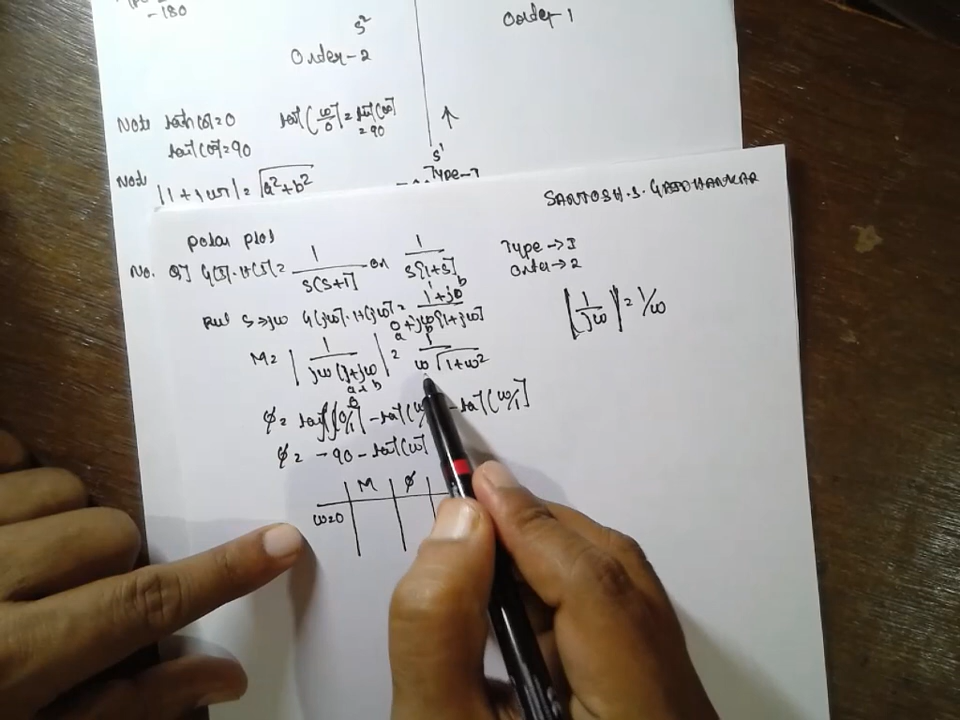 -180
S²
Order-2
Order-1
Note tan⁻¹(0)=0 tan⁻¹(ω/0)=tan⁻¹(∞)
=90
tan⁻¹(∞)=90
S¹
Note |1+jω|=√a²+b²
Type-1
SANTOSH.S.GADDHANKAR
Polar plot
No. Q] G(S).H(S)= 1/S(S+1) or 1/S[1+S]
Type→I
Order→2
Put S→jω G(jω).H(jω)= 1+j0/0+jω[1+jω]
|1/jω|=1/ω
M= |1/jω(1+jω| = 1/ω√1+ω²
φ= tan⁻¹(0/1)-tan⁻¹(ω/ -tan⁻¹(ω/1)
φ= -90-tan⁻¹(ω)
M φ
ω=0